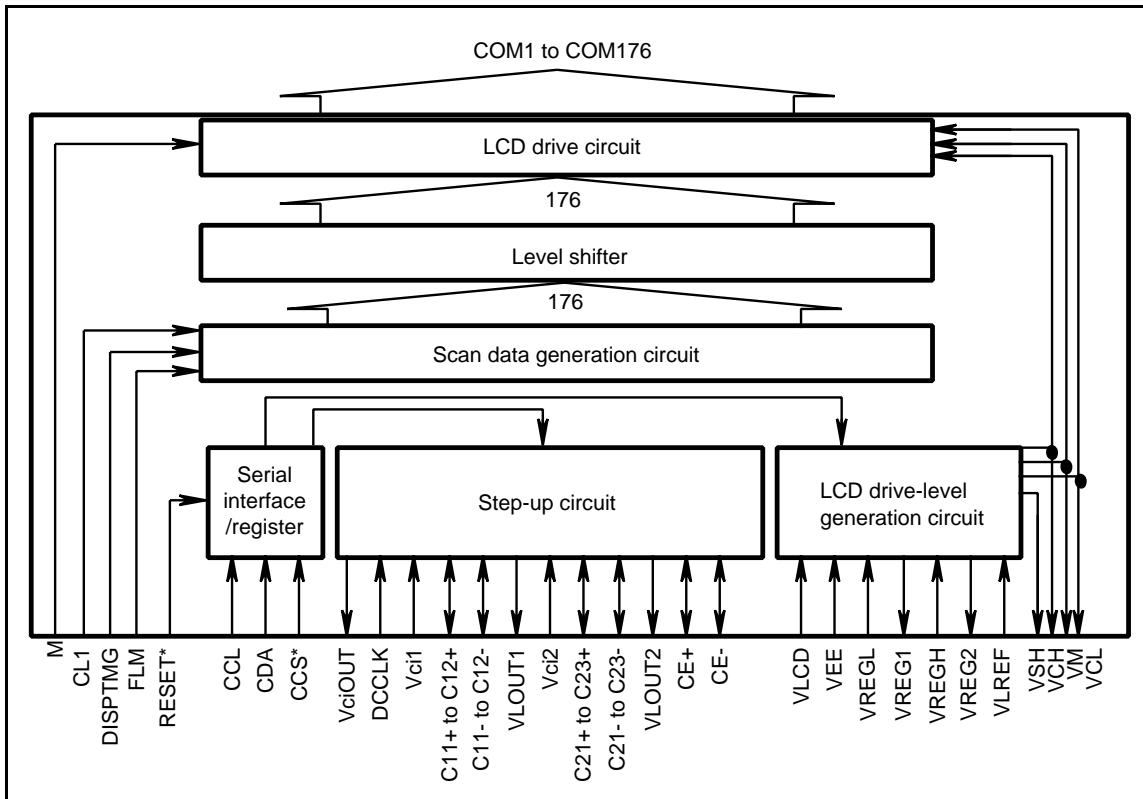 COM1 to COM176
LCD drive circuit
176
Level shifter
176
Scan data generation circuit
Serial
interface
/register
Step-up circuit
LCD drive-level
generation circuit
M
CL1
DISPTMG
FLM
RESET*
CCL
CDA
CCS*
VciOUT
DCCLK
Vci1
C11+ to C12+
C11- to C12-
VLOUT1
Vci2
C21+ to C23+
C21- to C23-
VLOUT2
CE+
CE-
VLCD
VEE
VREGL
VREG1
VREGH
VREG2
VLREF
VSH
VCH
VM
VCL